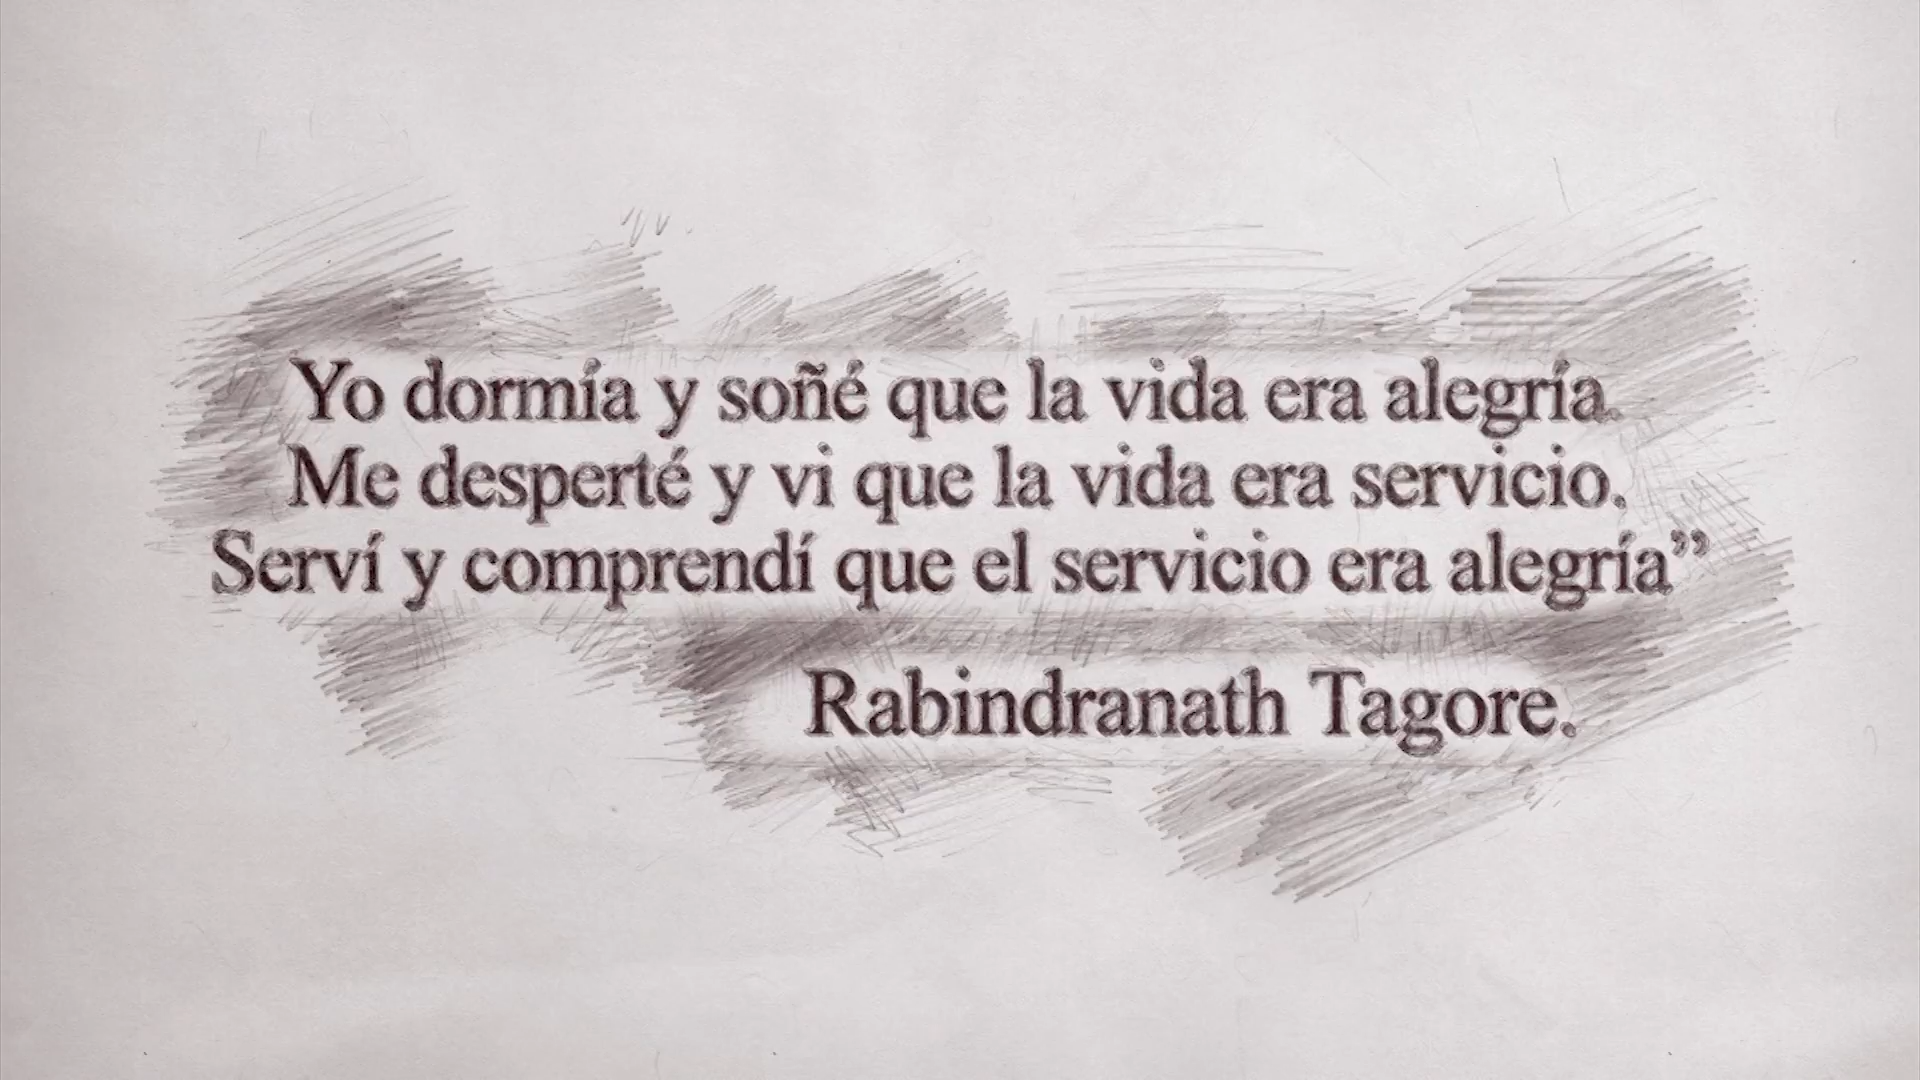 Yo dormía y soñé que la vida era alegría.
Me desperté y vi que la vida era servicio.
Serví y comprendí que el servicio era alegría”
Rabindranath Tagore.